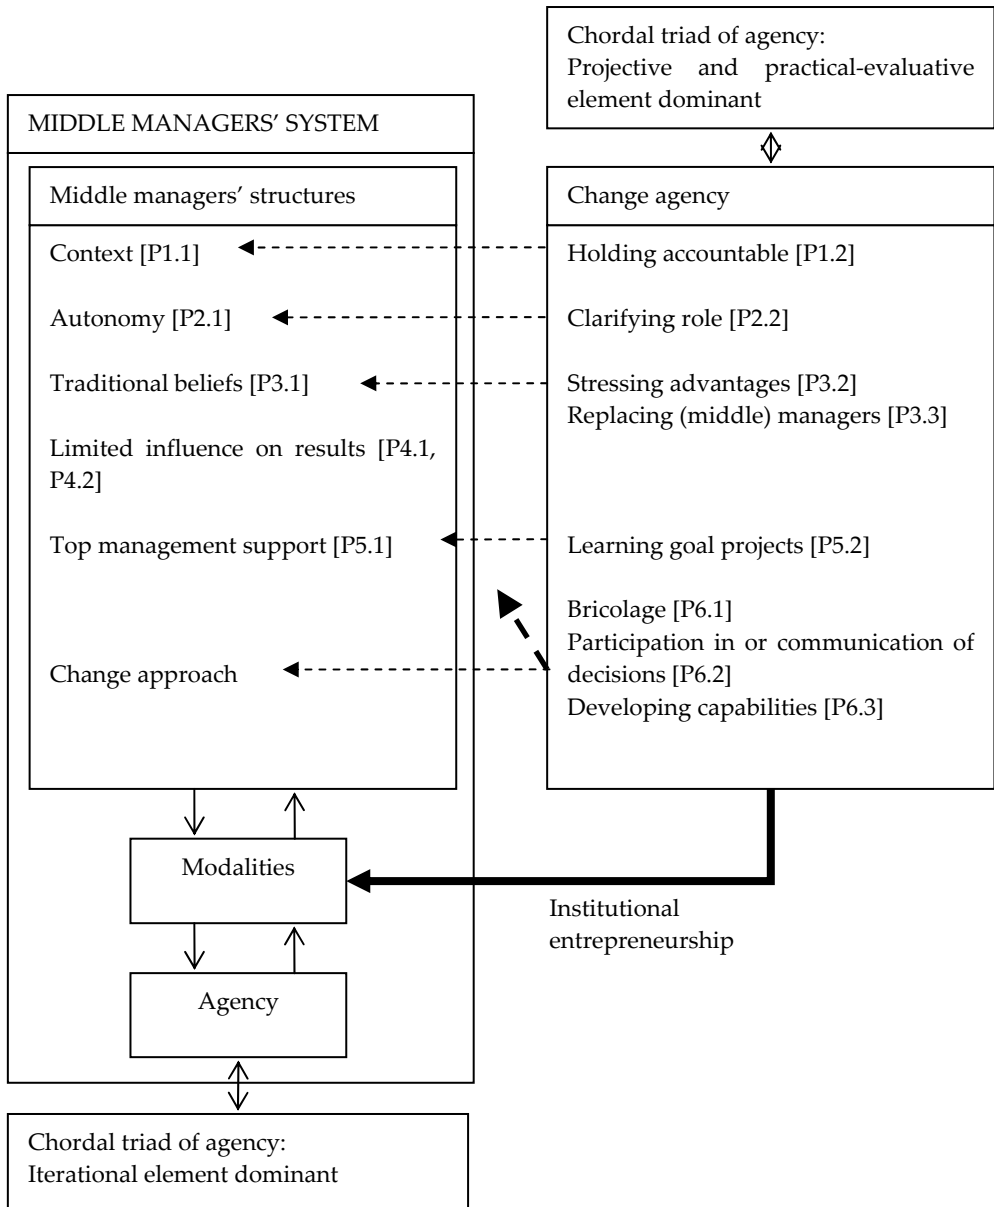 Chordal triad of agency:
Projective and practical-evaluative
element dominant
MIDDLE MANAGERS’ SYSTEM
Middle managers’ structures
Context [P1.1]
Autonomy [P2.1]
Traditional beliefs [P3.1]
Limited influence on results [P4.1,
P4.2]
Top management support [P5.1]
Change approach
Change agency
Holding accountable [P1.2]
Clarifying role [P2.2]
Stressing advantages [P3.2]
Replacing (middle) managers [P3.3]
Learning goal projects [P5.2]
Bricolage [P6.1]
Participation in or communication of
decisions [P6.2]
Developing capabilities [P6.3]
Modalities
Institutional
entrepreneurship
Agency
Chordal triad of agency:
Iterational element dominant